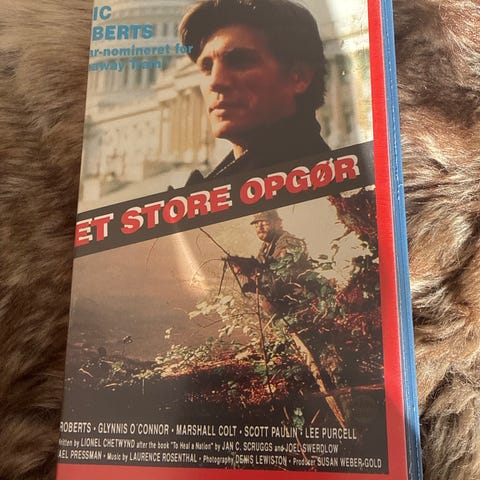 IC
BERTS
ar-nomineret for
away Train
ET STORE OPGØR
ROBERTS · GLYNNIS O'CONNOR · MARSHALL COLT · SCOTT PAULIN · LEE PURCELL
ritten by LIONEL CHETWYND after the book "To Heal a Nation" by JAN C. SCRUGGS and JOEL SWERDLOW
AEL PRESSMAN · Music by LAURENCE ROSENTHAL · Photography DENIS LEWISTON · Producer SUSAN WEBER-GOLD